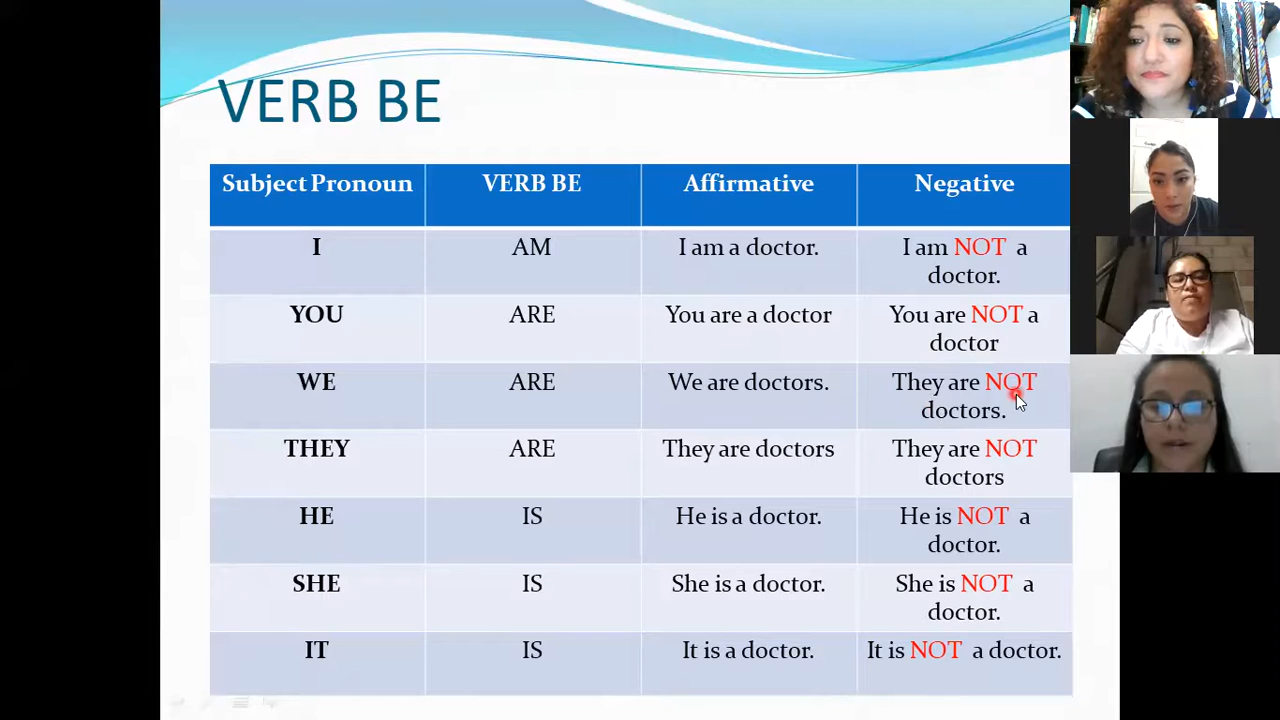 VERB BE
Subject Pronoun VERB BE Affirmative Negative
I AM I am a doctor. I am NOT a
doctor.
YOU ARE You are a doctor You are NOT a
doctor
WE ARE We are doctors. They are NOT
doctors.
THEY ARE They are doctors They are NOT
doctors
HE IS He is a doctor. He is NOT a
doctor.
SHE IS She is a doctor. She is NOT a
doctor.
IT IS It is a doctor. It is NOT a doctor.